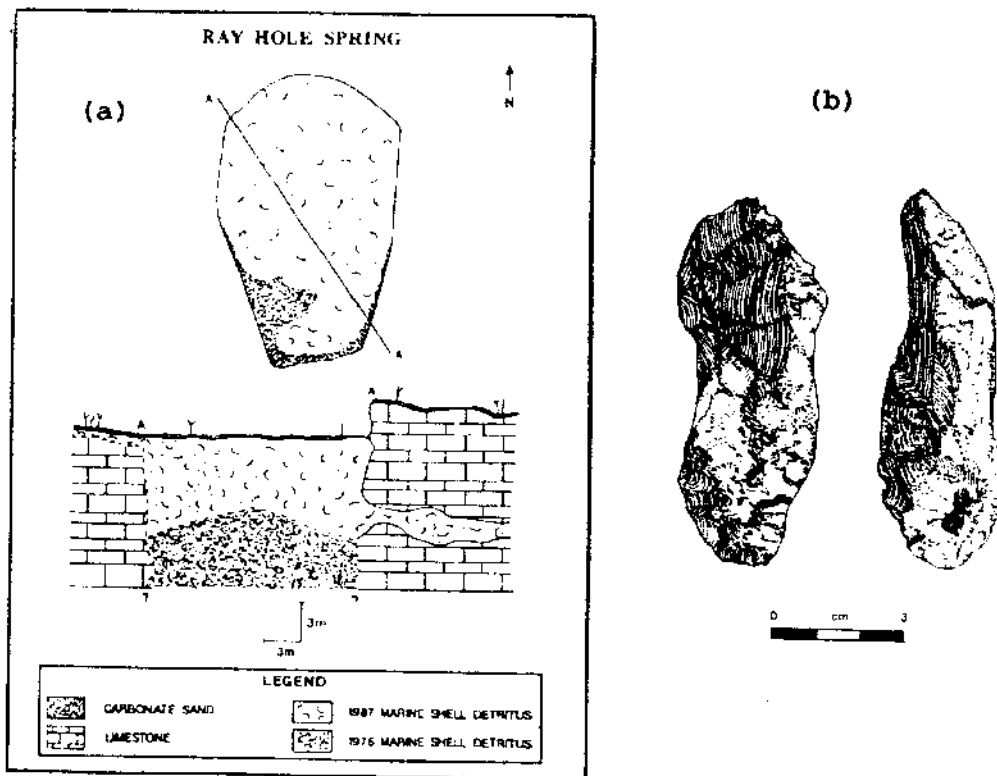 RAY HOLE SPRING
(a)
A
N
(b)
A
A
A
3m
3m
0 cm 3
LEGEND
CARBONATE SAND
LIMESTONE
1987 MARINE SHELL DETRITUS
1976 MARINE SHELL DETRITUS